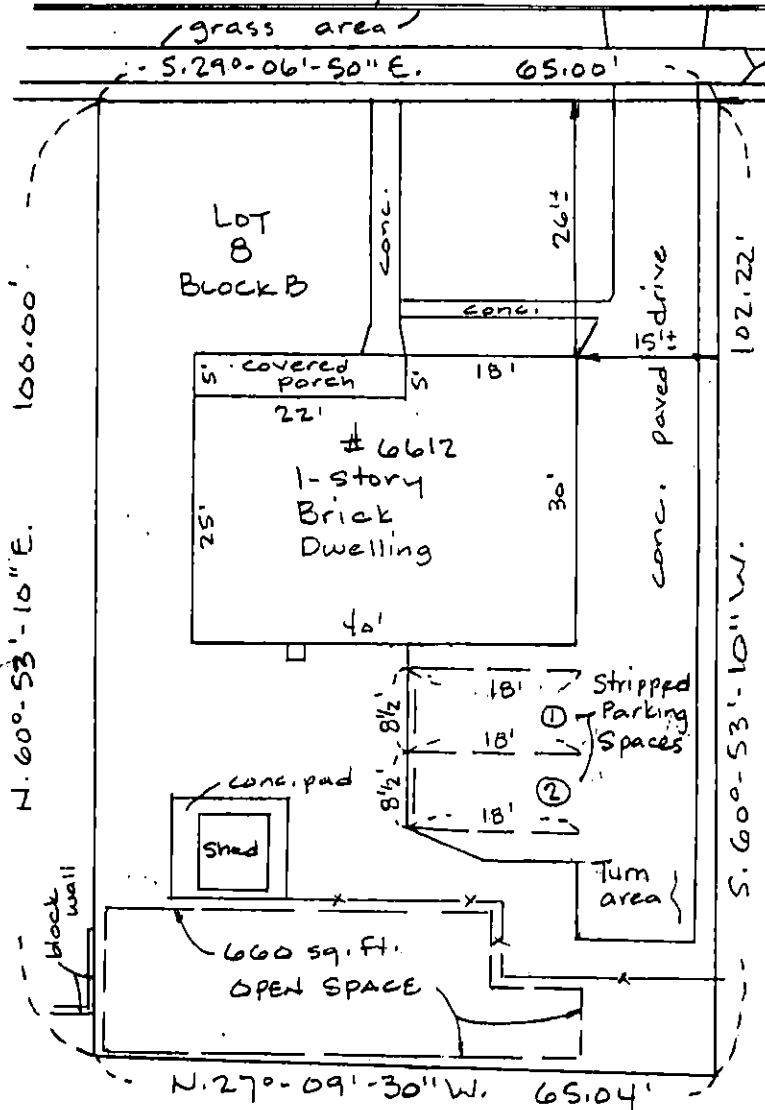 grass area
S.29°-06'-50"E. 65.00'
LOT
8
BLOCK B
conc.
26'±
conc.
15'±
conc. paved drive
102.22'
S.60°-53'-10"W.
100.00'
N.60°-53'-10"E.
5'
covered
porch
5'
18'
22'
#6612
1-Story
Brick
Dwelling
25'
30'
40'
8½'
8½'
18'
18'
18'
①
②
Stripped
Parking
Spaces
conc. pad
Shed
Turn
area
block
wall
660 sq. ft.
OPEN SPACE
N.27°-09'-30"W. 65.04'